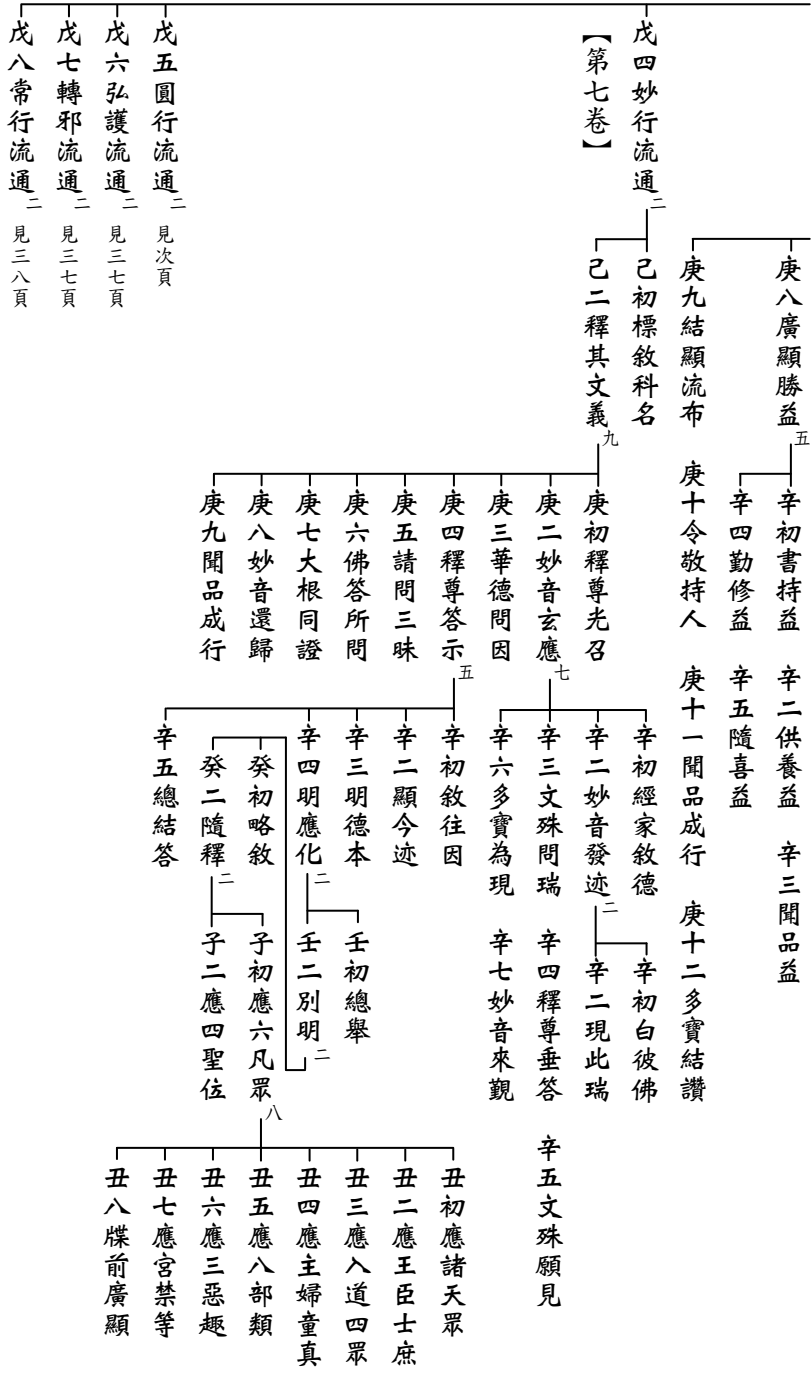 庚八廣顯勝益五
辛初書持益　辛二供養益　辛三聞品益
辛四勤修益　辛五隨喜益
庚九結顯流布　庚十令敬持人　庚十一聞品成行　庚十二多寶結讚
戊四妙行流通二
【第七卷】
己初標敘科名
己二釋其文義九
庚初釋尊光召
庚二妙音玄應七
辛初經家敘德
辛二妙音發迹二
辛初白彼佛
辛二現此瑞
辛三文殊問瑞　辛四釋尊垂答　辛五文殊願見
辛六多寶為現　辛七妙音來覲
庚三華德問因
庚四釋尊答示五
辛初敘往因
辛二顯今迹
辛三明德本
辛四明應化二
壬初總舉
壬二別明二
癸初略敘
癸二隨釋二
子初應六凡眾八
丑初應諸天眾
丑二應王臣士庶
丑三應入道四眾
丑四應主婦童真
丑五應八部類
丑六應三惡趣
丑七應宮禁等
丑八牒前廣顯
子二應四聖位
辛五總結答
庚五請問三昧
庚六佛答所問
庚七大根同證
庚八妙音還歸
庚九聞品成行
戊五圓行流通二　見次頁
戊六弘護流通二　見三七頁
戊七轉邪流通二　見三七頁
戊八常行流通二　見三八頁